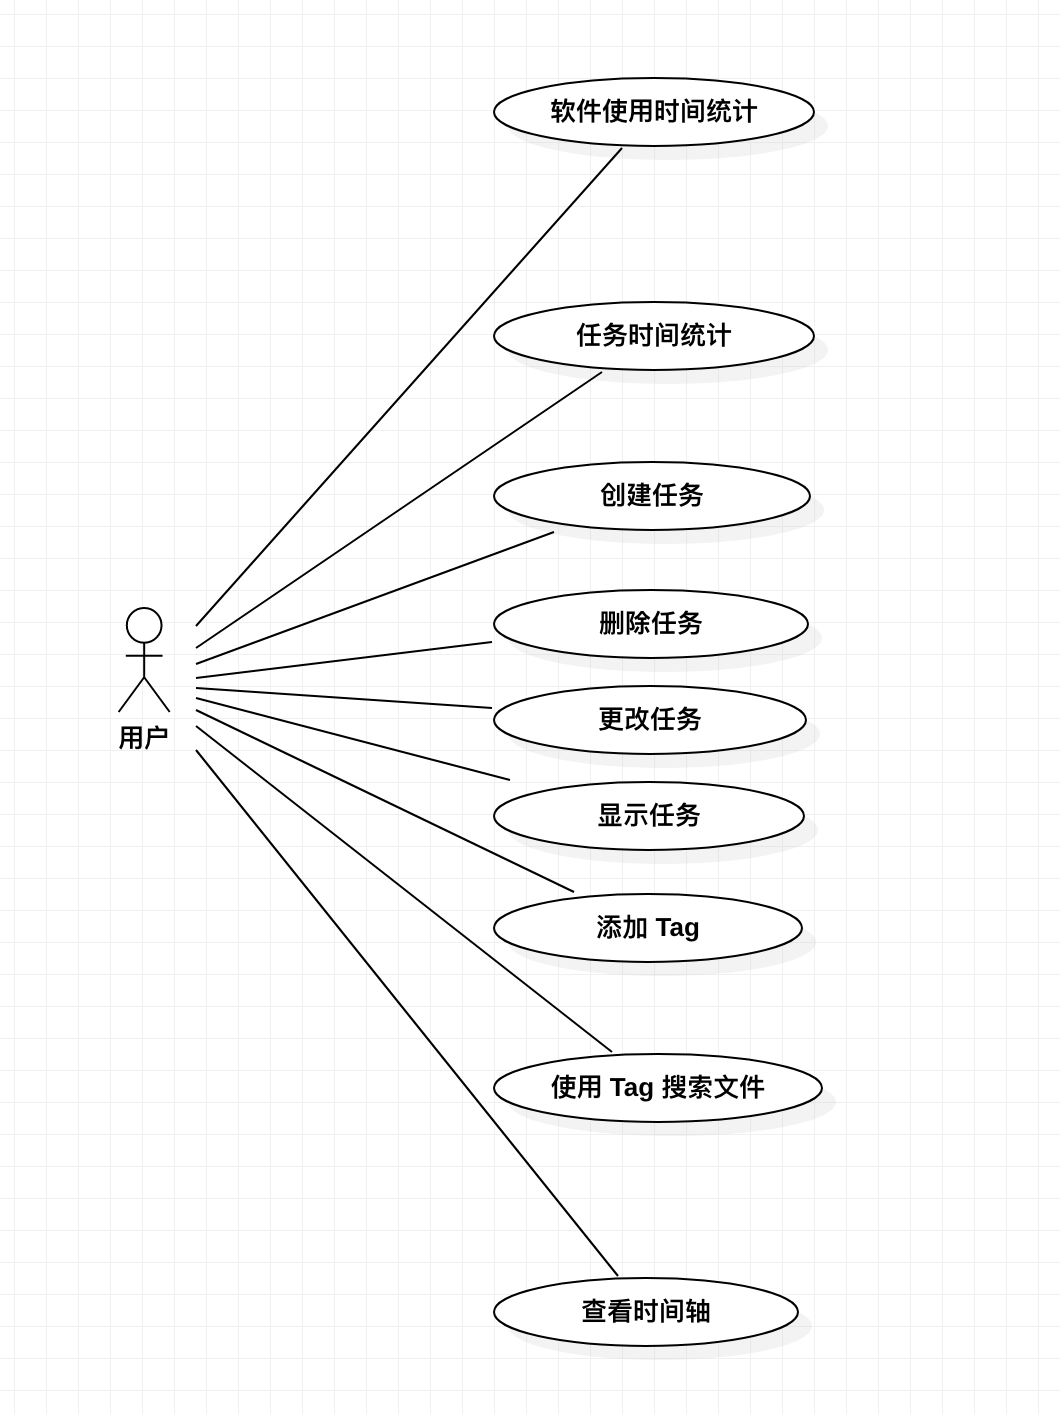 软件使用时间统计
任务时间统计
创建任务
删除任务
用户
更改任务
显示任务
添加 Tag
使用 Tag 搜索文件
查看时间轴